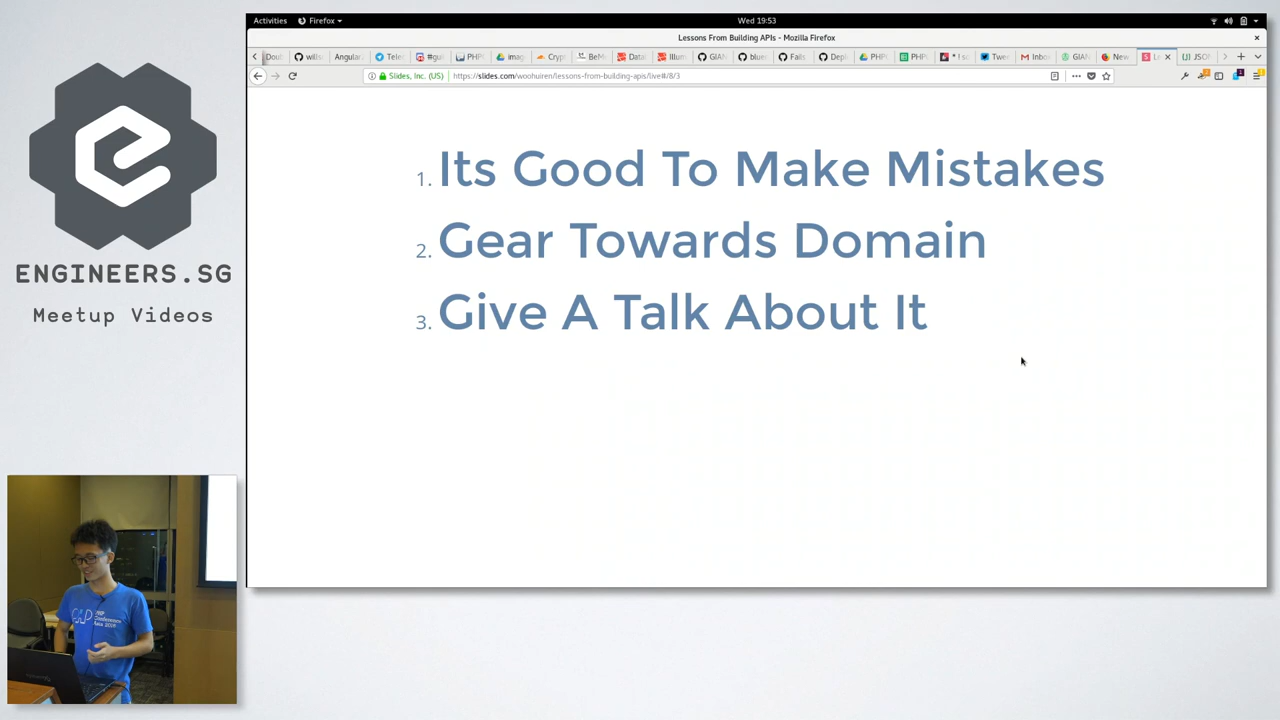 Activities Firefox Wed 19:53
Lessons From Building APIs - Mozilla Firefox
Slides, Inc. (US) https://slides.com/woohuiren/lessons-from-building-apis/live#/8/3
1. Its Good To Make Mistakes
2. Gear Towards Domain
3. Give A Talk About It
ENGINEERS.SG
Meetup Videos